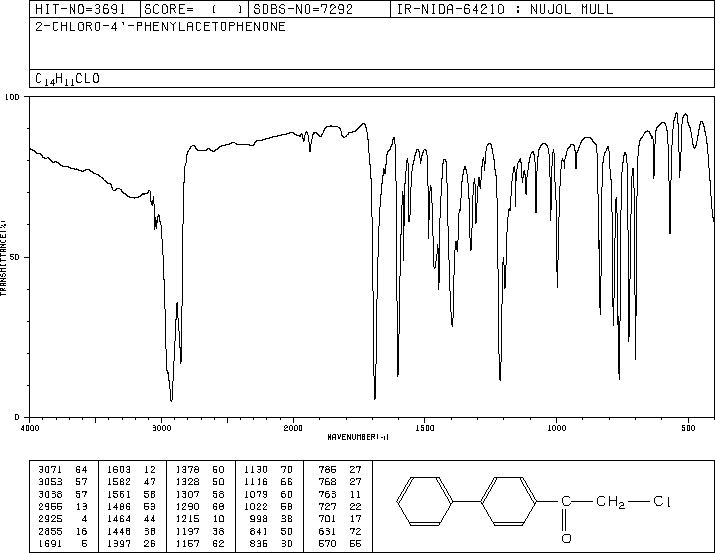 HIT-NO=3691 SCORE= ( ) SDBS-NO=7292 IR-NIDA-64210 : NUJOL MULL
2-CHLORO-4'-PHENYLACETOPHENONE
C14H11CLO
100
50
0
TRANSMITTANCE(%)
4000 3000 2000 1500 1000 500
WAVENUMBER(-1)
3071 64 1603 12 1378 50 1130 70 786 27
3053 57 1582 47 1328 50 1116 66 768 27
3038 57 1561 58 1307 58 1079 60 763 11
2955 13 1486 53 1290 68 1022 58 727 22
2925 4 1464 44 1215 10 998 38 701 17
2855 16 1448 38 1197 38 841 50 631 72
1691 5 1397 26 1157 62 836 30 570 55
C CH2 Cl
O